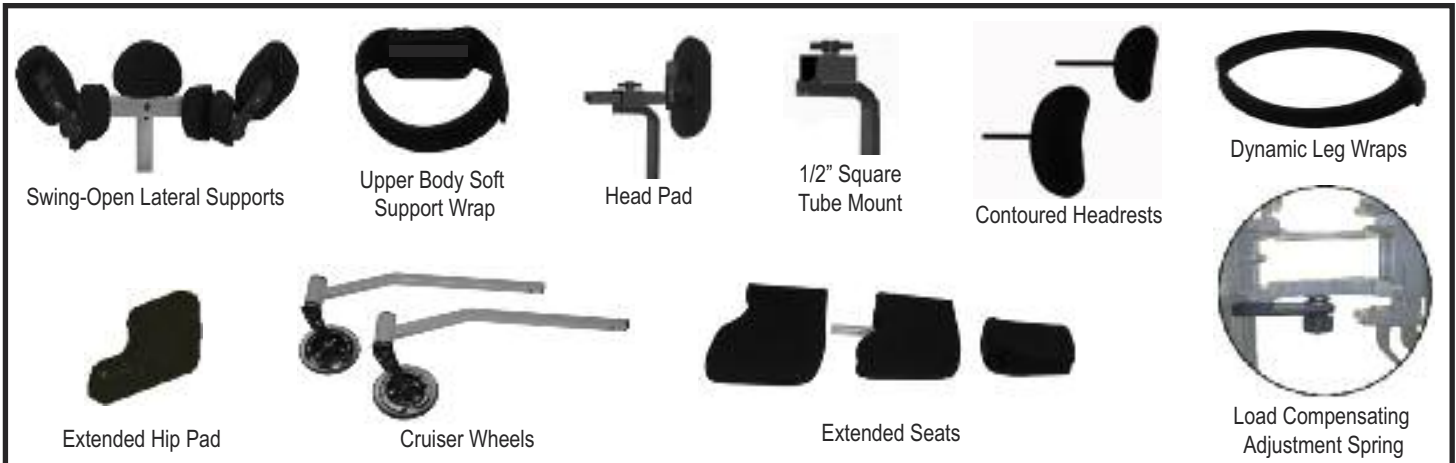 Swing-Open Lateral Supports
Upper Body Soft
Support Wrap
Head Pad
1/2” Square
Tube Mount
Contoured Headrests
Dynamic Leg Wraps
Extended Hip Pad
Cruiser Wheels
Extended Seats
Load Compensating
Adjustment Spring